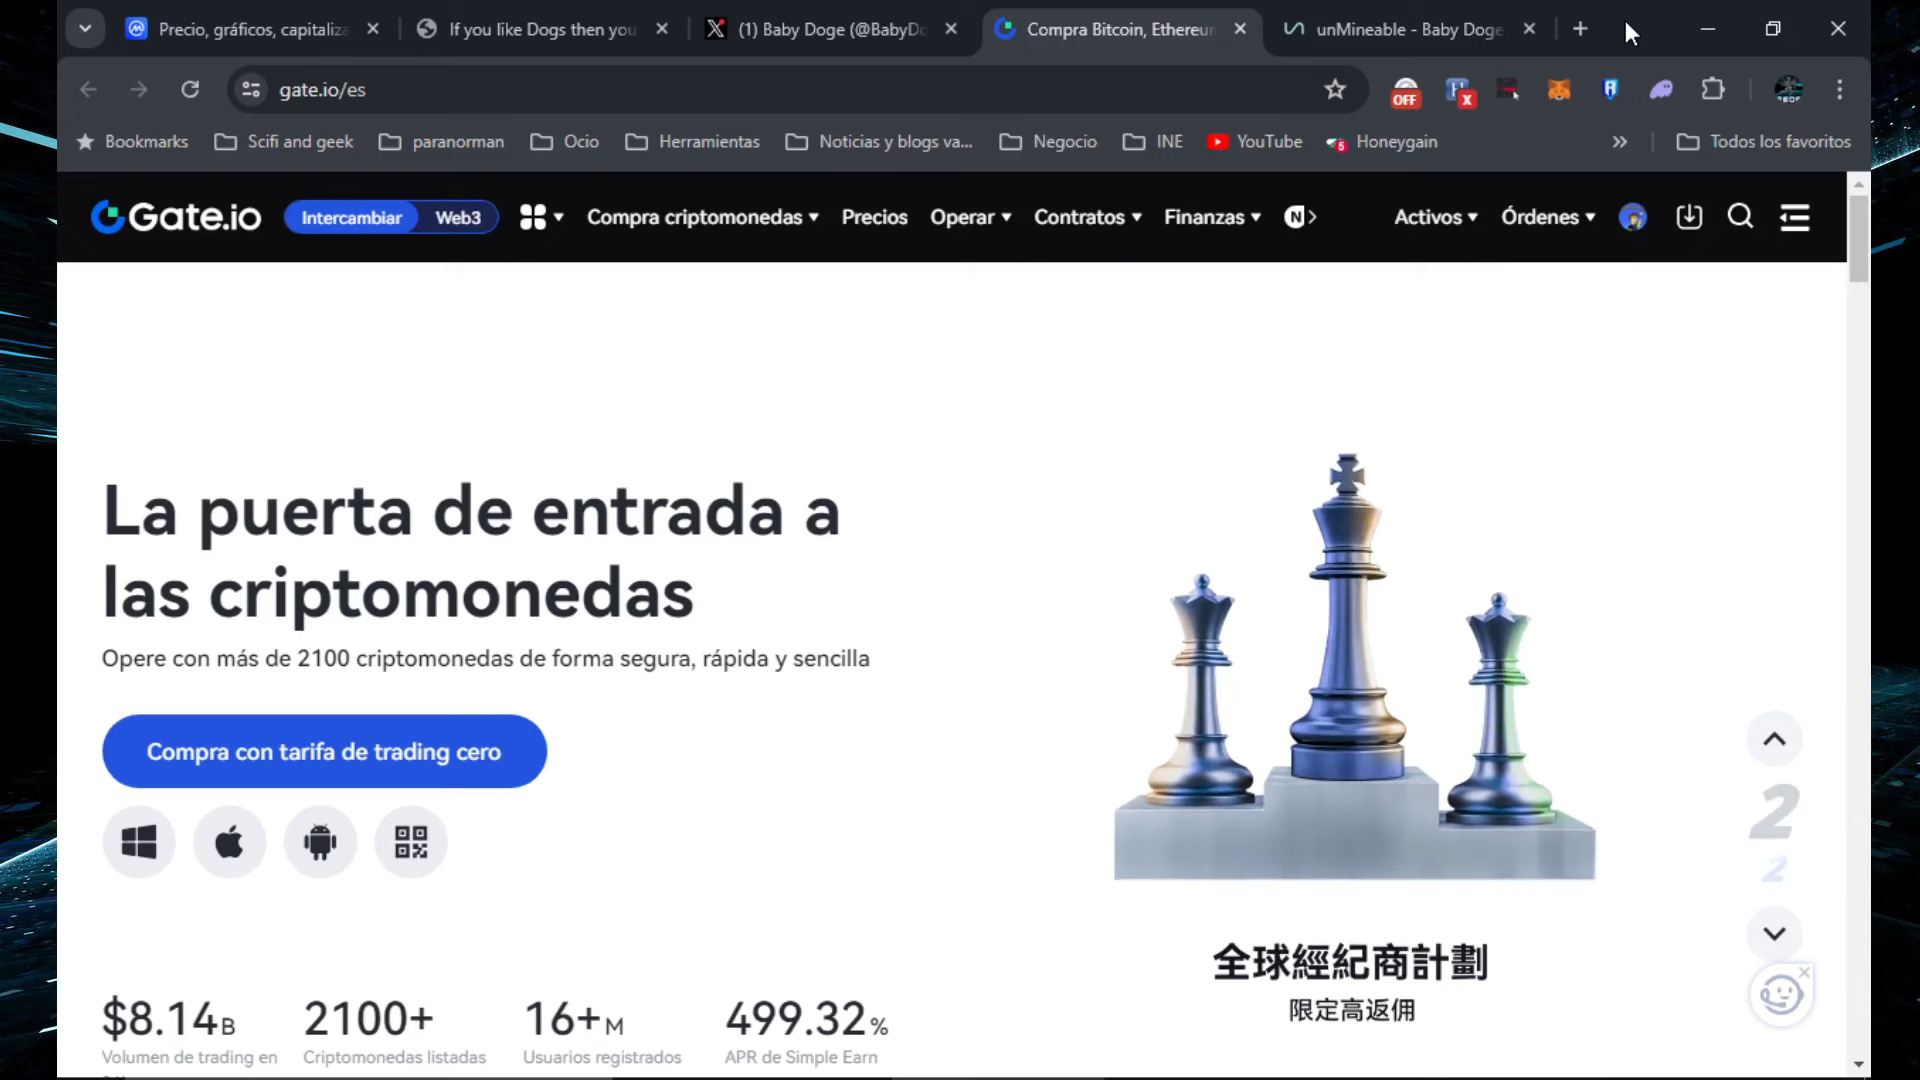 Precio, gráficos, capitaliza
If you like Dogs then you
(1) Baby Doge (@BabyDo
Compra Bitcoin, Ethereum
unMineable - Baby Doge
gate.io/es
OFF
Bookmarks
Scifi and geek
paranorman
Ocio
Herramientas
Noticias y blogs va...
Negocio
INE
YouTube
Honeygain
Todos los favoritos
Gate.io
Intercambiar
Web3
Compra criptomonedas
Precios
Operar
Contratos
Finanzas
N
Activos
Órdenes
La puerta de entrada a
las criptomonedas
Opere con más de 2100 criptomonedas de forma segura, rápida y sencilla
Compra con tarifa de trading cero
2
2
$8.14B
2100+
16+M
499.32%
Volumen de trading en
Criptomonedas listadas
Usuarios registrados
APR de Simple Earn
全球經紀商計劃
限定高返佣